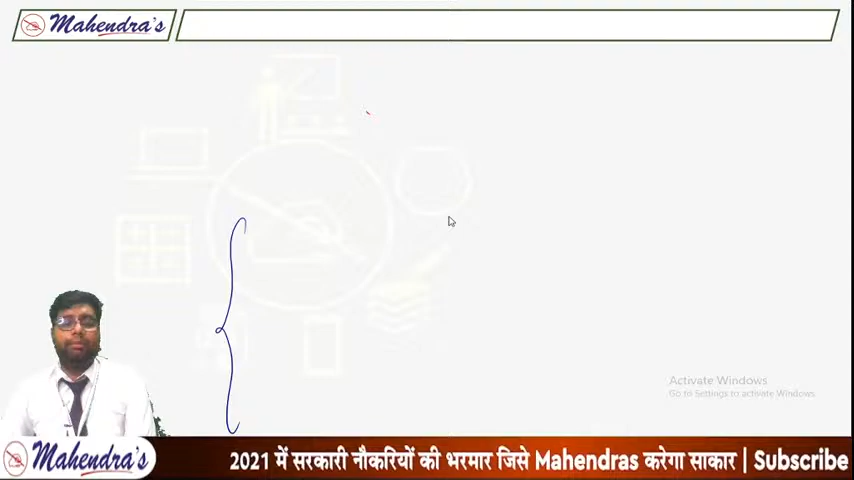 Mahendra's
Activate Windows
Go to Settings to activate Windows.
Mahendra's
2021 में सरकारी नौकरियों की भरमार जिसे Mahendras करेगा साकार | Subscribe